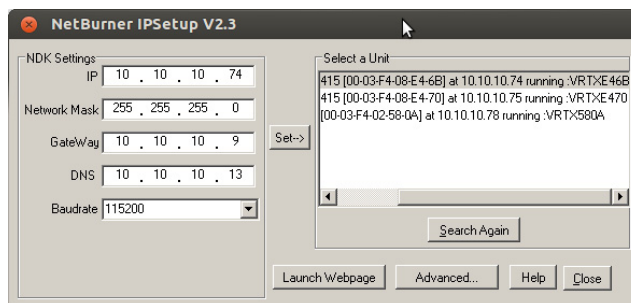 NetBurner IPSetup V2.3
NDK Settings
IP 10 . 10 . 10 . 74
Network Mask 255 . 255 . 255 . 0
GateWay 10 . 10 . 10 . 9
DNS 10 . 10 . 10 . 13
Baudrate 115200
Set-->
Select a Unit
415 [00-03-F4-08-E4-6B] at 10.10.10.74 running :VRTXE46B
415 [00-03-F4-08-E4-70] at 10.10.10.75 running :VRTXE470
[00-03-F4-02-58-0A] at 10.10.10.78 running :VRTX580A
Search Again
Launch Webpage
Advanced...
Help
Close